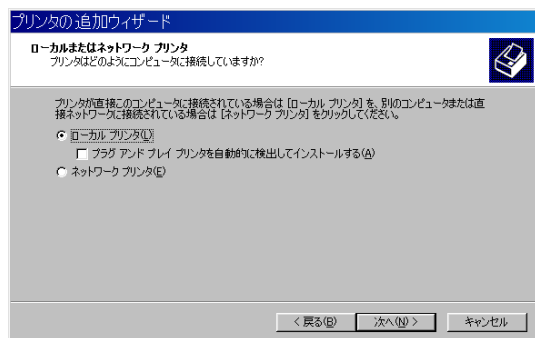 プリンタの追加ウィザード
ローカルまたはネットワーク プリンタ
プリンタはどのようにコンピュータに接続していますか?
プリンタが直接このコンピュータに接続されている場合は [ローカル プリンタ] を、別のコンピュータまたは直
接ネットワークに接続されている場合は [ネットワーク プリンタ] をクリックしてください。
ローカル プリンタ(L)
プラグ アンド プレイ プリンタを自動的に検出してインストールする(A)
ネットワーク プリンタ(E)
< 戻る(B) 次へ(N) > キャンセル